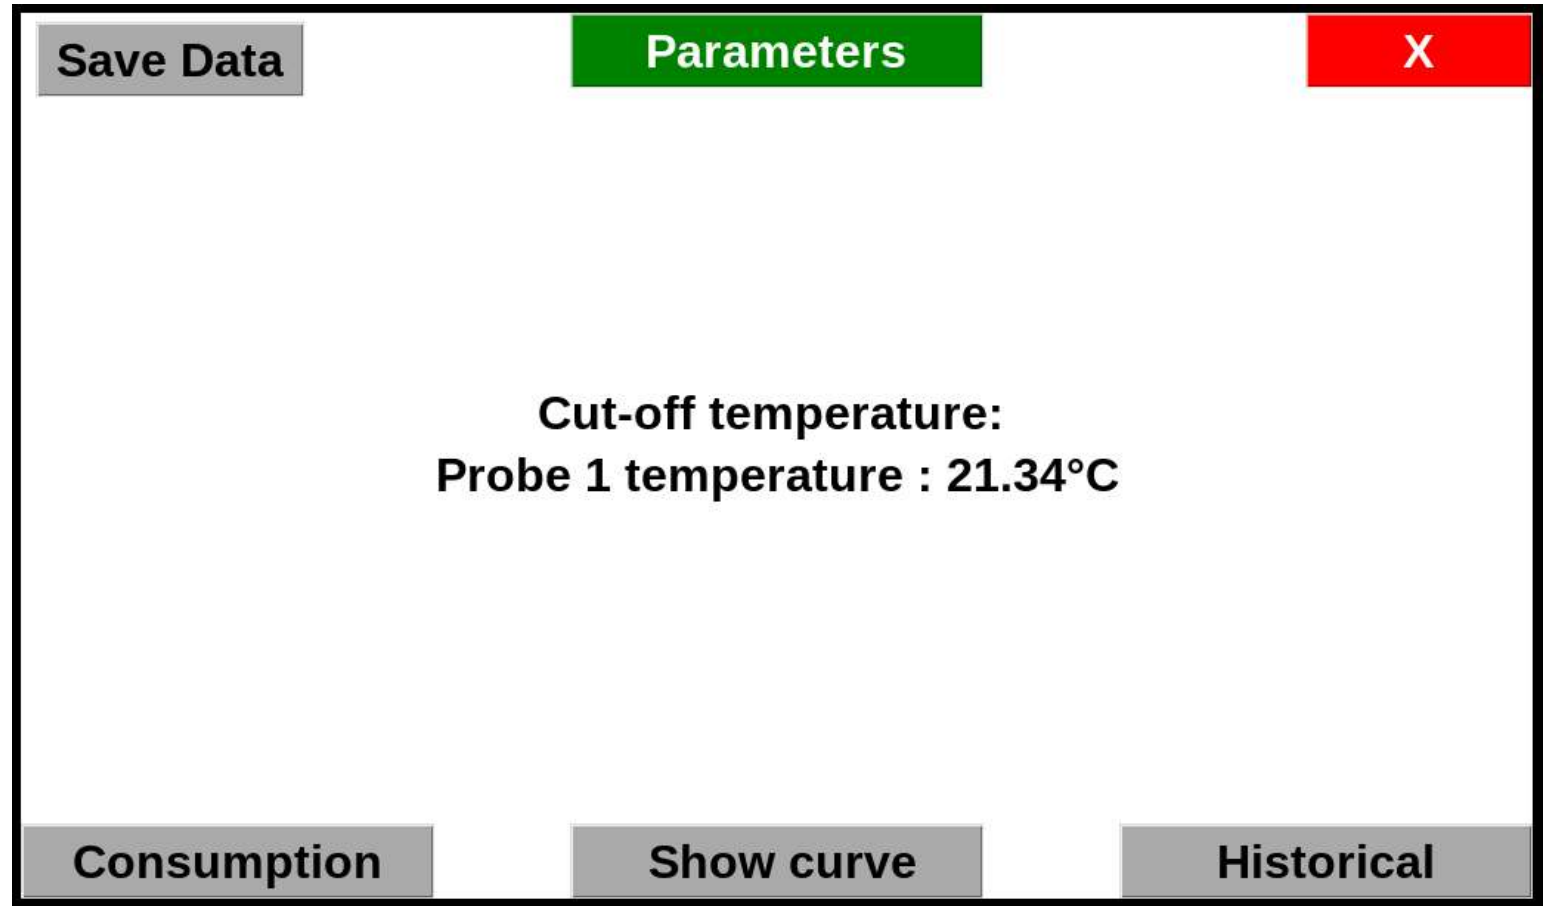 Save Data
Parameters
X
Cut-off temperature:
Probe 1 temperature : 21.34°C
Consumption
Show curve
Historical